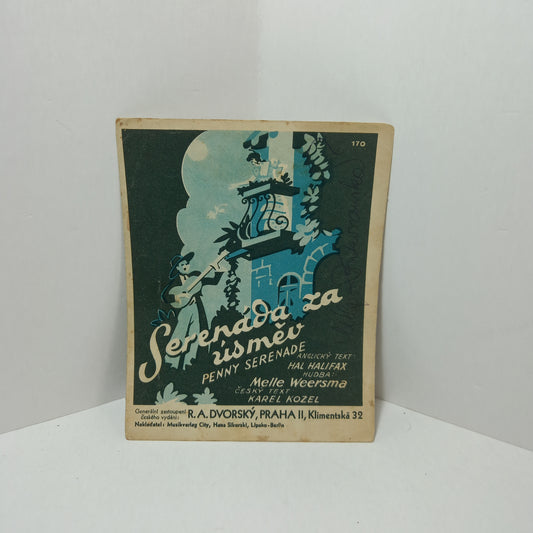 170
Serenáda za
úsměv
PENNY SERENADE
ANGLICKÝ TEXT:
HAL HALIFAX
HUDBA:
Melle Weersma
ČESKÝ TEXT
KAREL KOZEL
Generální zastoupení
českého vydání:
R. A. DVORSKÝ, PRAHA II, Klimentská 32
Nakladatel: Musikverlag City, Hans Sikorski, Lipsko-Berlin